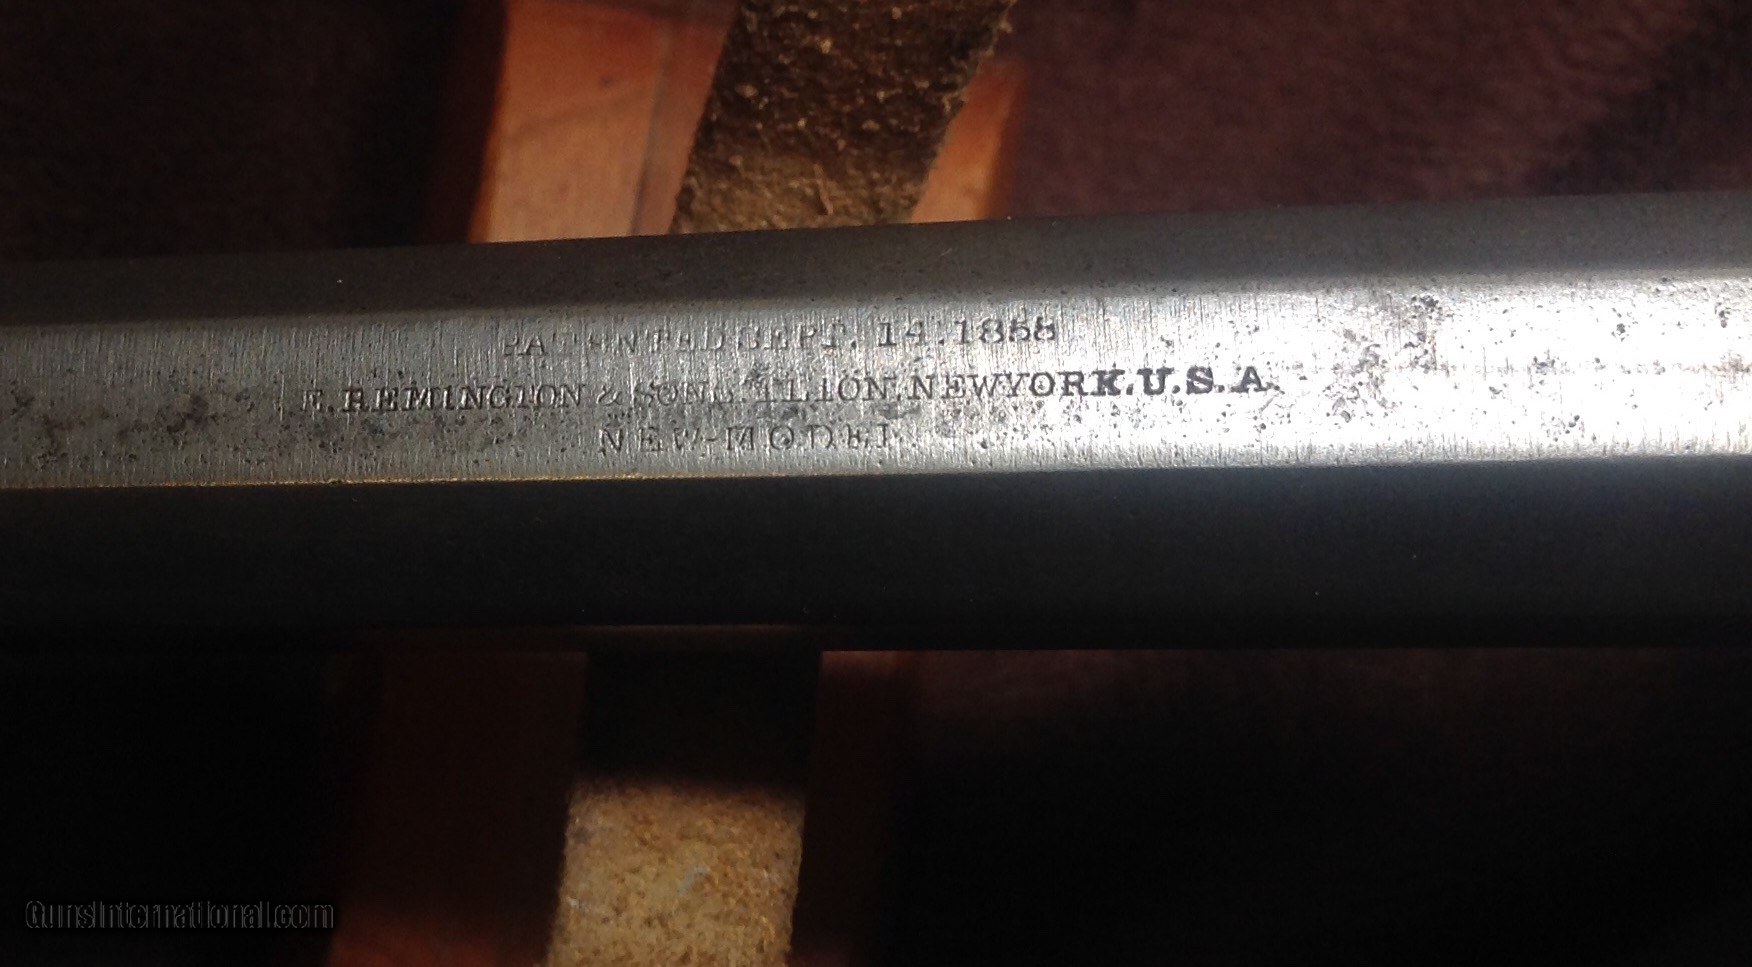 PATENTED SEPT. 14. 1858
E. REMINGTON & SONS, ILION, NEW YORK. U.S.A.
NEW-MODEL
GunsInternational.com